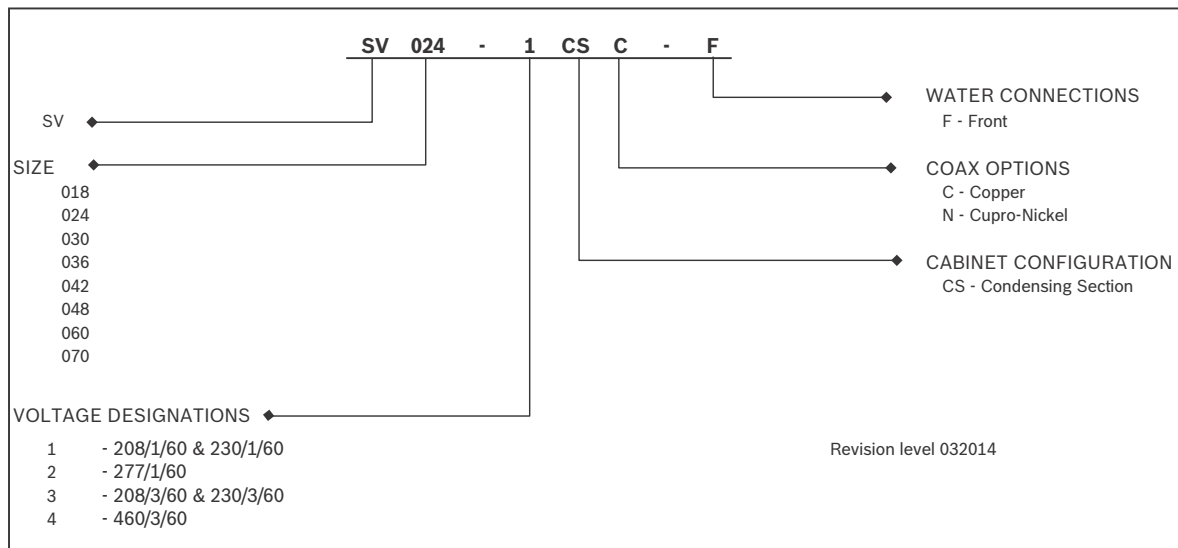 SV 024 - 1 CS C - F
SV
SIZE
018
024
030
036
042
048
060
070
VOLTAGE DESIGNATIONS
1 - 208/1/60 & 230/1/60
2 - 277/1/60
3 - 208/3/60 & 230/3/60
4 - 460/3/60
WATER CONNECTIONS
F - Front
COAX OPTIONS
C - Copper
N - Cupro-Nickel
CABINET CONFIGURATION
CS - Condensing Section
Revision level 032014